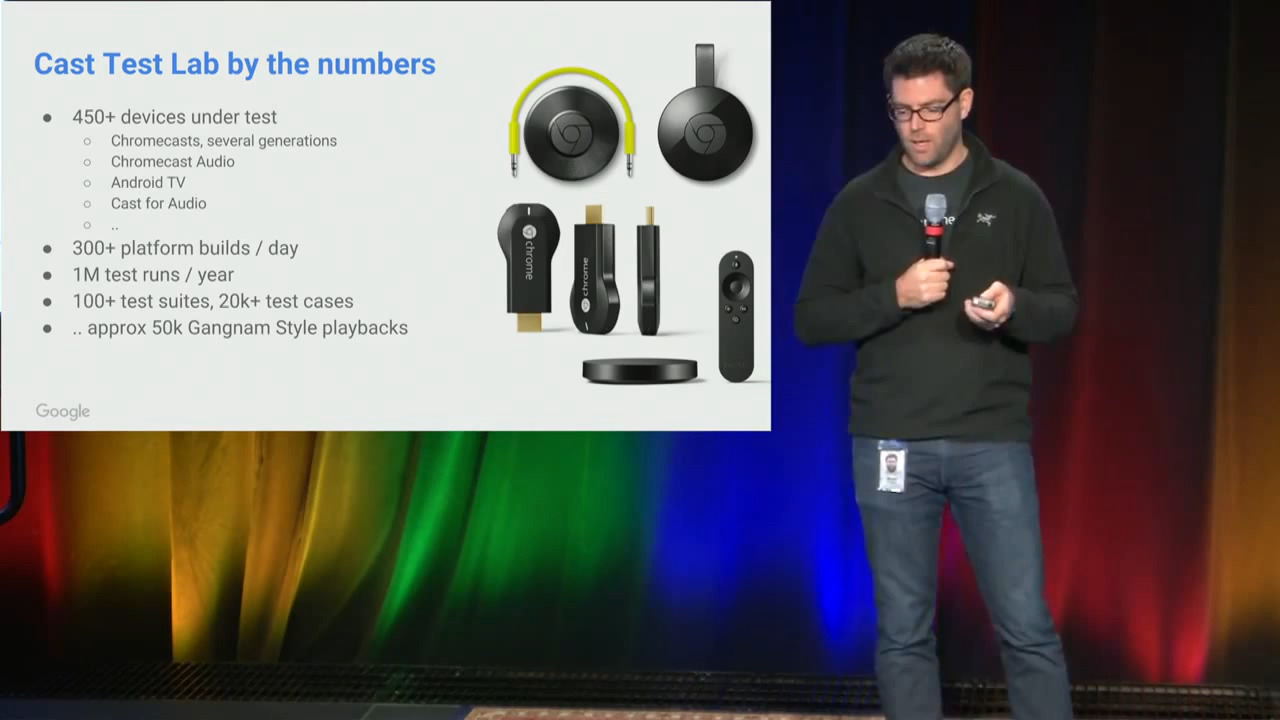 Cast Test Lab by the numbers
450+ devices under test
Chromecasts, several generations
Chromecast Audio
Android TV
Cast for Audio
..
300+ platform builds / day
1M test runs / year
100+ test suites, 20k+ test cases
.. approx 50k Gangnam Style playbacks
Google
chrome
chrome